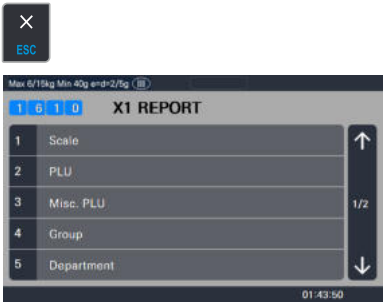 ×
ESC
Max 6/15kg Min 40g e=d=2/5g (III)
1 6 1 0 X1 REPORT
1 Scale
2 PLU
3 Misc. PLU
1/2
4 Group
5 Department
01:43:50